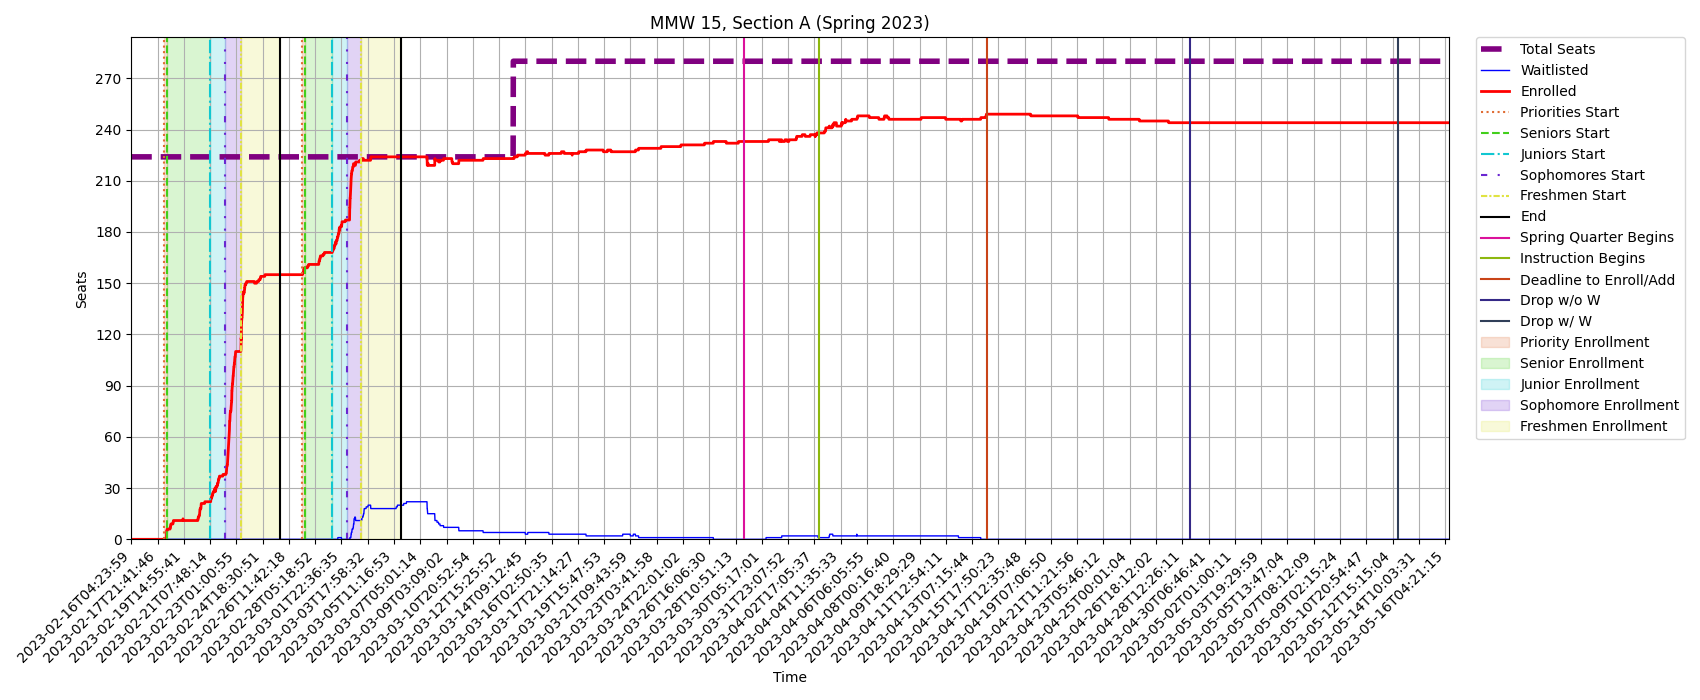 MMW 15, Section A (Spring 2023)
Seats
270
240
210
180
150
120
90
60
30
0
2023-02-16T04:23:59
2023-02-17T21:41:46
2023-02-19T14:55:41
2023-02-21T07:48:14
2023-02-23T01:00:55
2023-02-24T18:30:51
2023-02-26T11:42:18
2023-02-28T05:18:52
2023-03-01T22:36:35
2023-03-03T17:58:32
2023-03-05T11:16:53
2023-03-07T05:01:14
2023-03-09T03:09:02
2023-03-10T20:52:54
2023-03-12T15:25:52
2023-03-14T09:12:45
2023-03-16T02:50:35
2023-03-17T21:14:27
2023-03-19T15:47:53
2023-03-21T09:43:59
2023-03-23T03:41:58
2023-03-24T22:01:02
2023-03-26T16:06:30
2023-03-28T10:51:13
2023-03-30T05:17:01
2023-03-31T23:07:52
2023-04-02T17:05:37
2023-04-04T11:35:33
2023-04-06T06:05:55
2023-04-08T00:16:40
2023-04-09T18:29:29
2023-04-11T12:54:11
2023-04-13T07:15:44
2023-04-15T17:50:23
2023-04-17T12:35:48
2023-04-19T07:06:50
2023-04-21T11:21:56
2023-04-23T05:46:12
2023-04-25T00:01:04
2023-04-26T18:12:02
2023-04-28T12:26:11
2023-04-30T06:46:41
2023-05-02T01:00:11
2023-05-03T19:29:59
2023-05-05T13:47:04
2023-05-07T08:12:09
2023-05-09T02:15:24
2023-05-10T20:54:47
2023-05-12T15:15:04
2023-05-14T10:03:31
2023-05-16T04:21:15
Time
Total Seats
Waitlisted
Enrolled
Priorities Start
Seniors Start
Juniors Start
Sophomores Start
Freshmen Start
End
Spring Quarter Begins
Instruction Begins
Deadline to Enroll/Add
Drop w/o W
Drop w/ W
Priority Enrollment
Senior Enrollment
Junior Enrollment
Sophomore Enrollment
Freshmen Enrollment